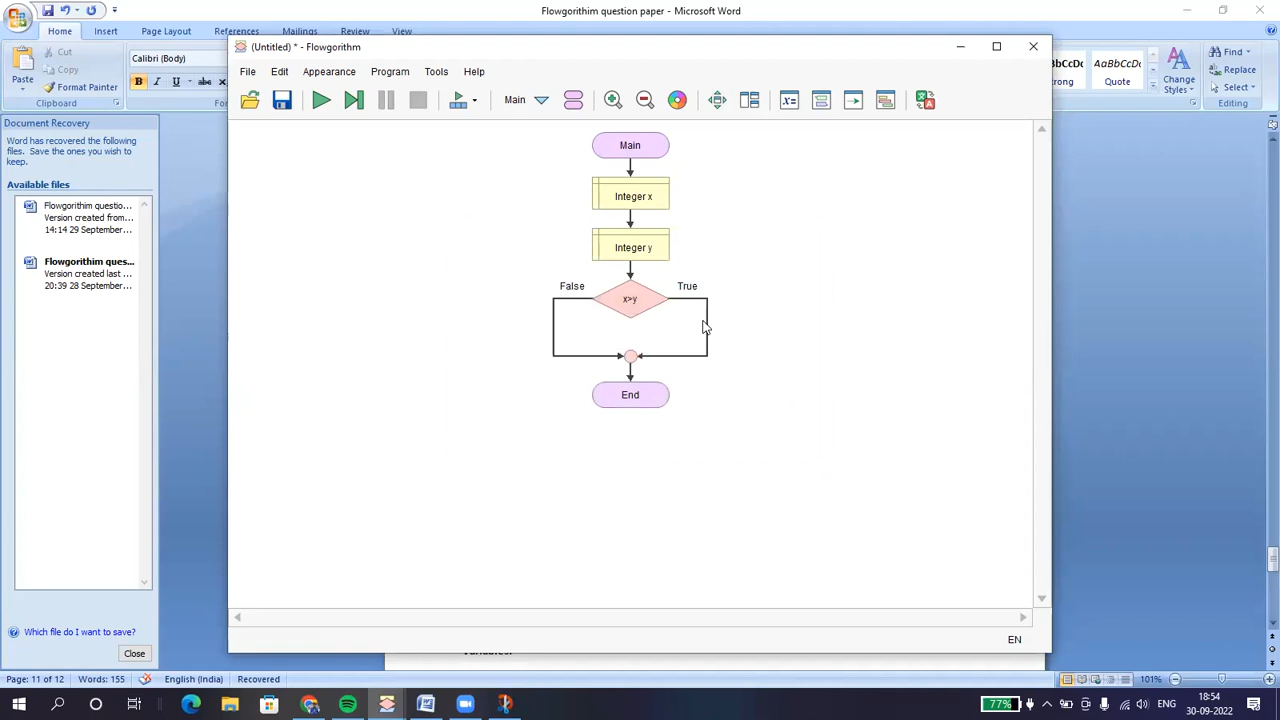 Flowgorithim question paper - Microsoft Word
Home
Insert
Page Layout
References
Mailings
Review
View
Cut
Copy
Format Painter
Paste
Clipboard
Calibri (Body)
B I U abc
AaBbCcDc
Quote
Change
Styles
Find
Replace
Select
Editing
(Untitled) * - Flowgorithm
File Edit Appearance Program Tools Help
Main
Document Recovery
Word has recovered the following
files. Save the ones you wish to
keep.
Available files
Flowgorithim questio...
Version created from...
14:14 29 September...
Flowgorithim ques...
Version created last ...
20:39 28 September...
Which file do I want to save?
Close
Main
Integer x
Integer y
False
True
x>y
End
EN
Page: 11 of 12
Words: 155
English (India)
Recovered
101%
77%
ENG
18:54
30-09-2022